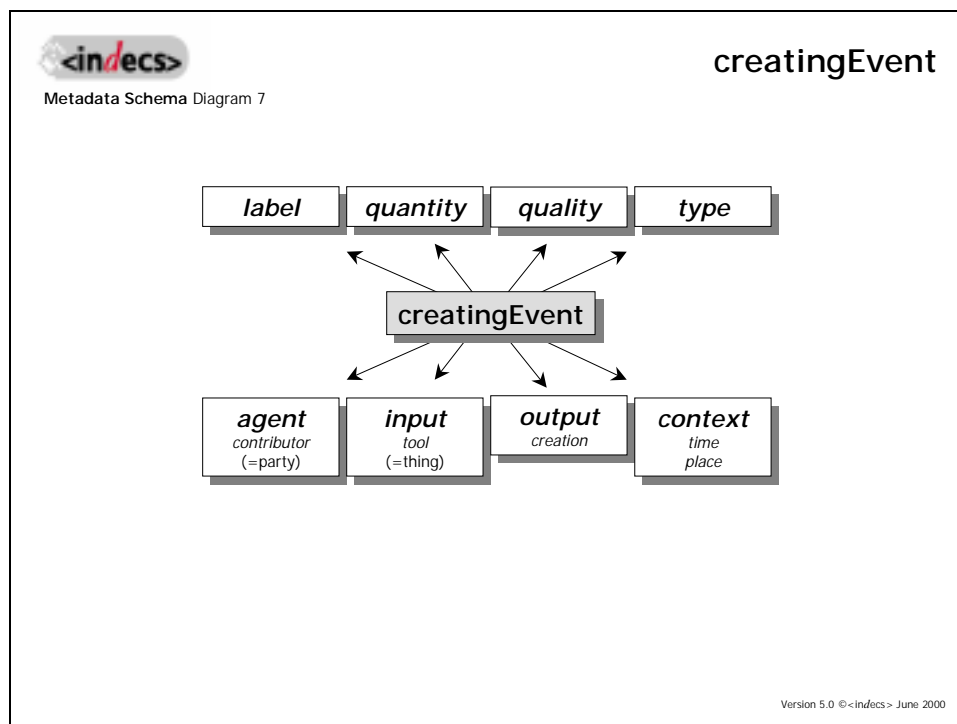 <indecs>
creatingEvent
Metadata Schema Diagram 7
label quantity quality type
creatingEvent
agent input output context
contributor tool creation time
(=party) (=thing) place
Version 5.0 ©<indecs> June 2000